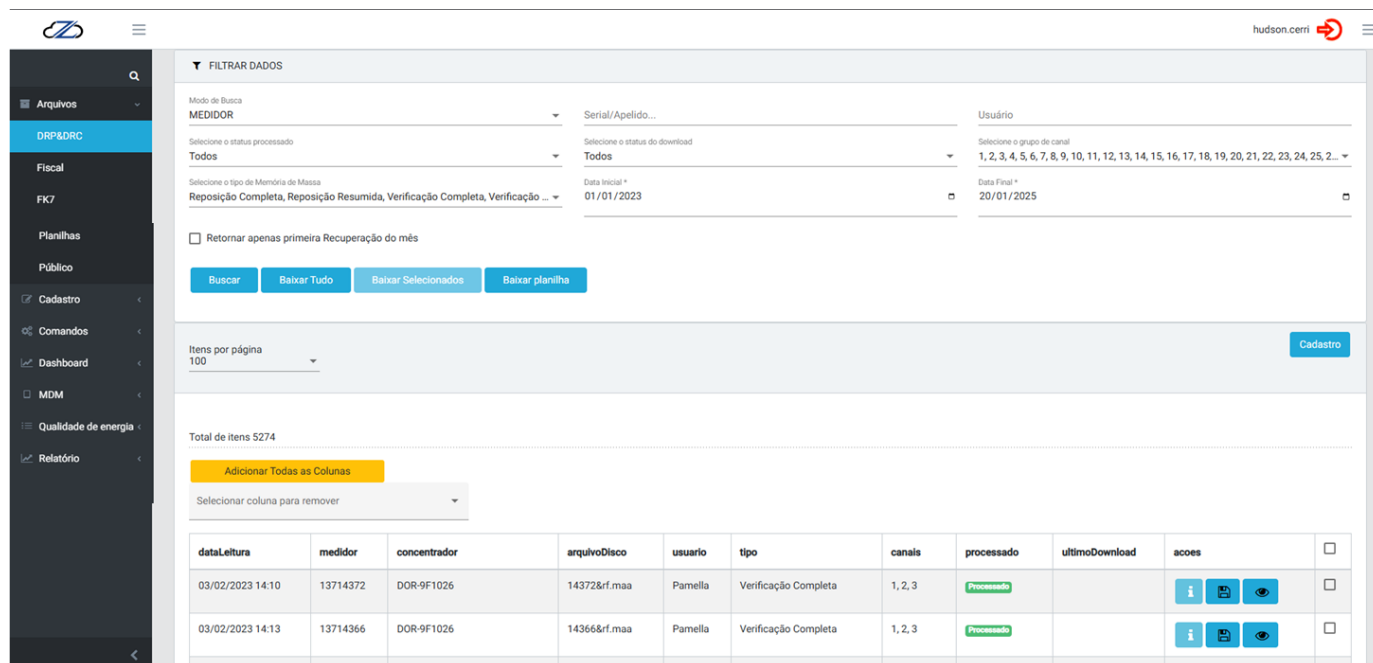 hudson.cerri
Arquivos
DRP&DRC
Fiscal
FK7
Planilhas
Público
Cadastro
Comandos
Dashboard
MDM
Qualidade de energia
Relatório
FILTRAR DADOS
Modo de Busca
MEDIDOR
Serial/Apelido...
Usuário
Selecione o status processado
Todos
Selecione o status do download
Todos
Selecione o grupo de canal
1, 2, 3, 4, 5, 6, 7, 8, 9, 10, 11, 12, 13, 14, 15, 16, 17, 18, 19, 20, 21, 22, 23, 24, 25, 2...
Selecione o tipo de Memória de Massa
Reposição Completa, Reposição Resumida, Verificação Completa, Verificação ...
Data Inicial *
01/01/2023
Data Final *
20/01/2025
Retornar apenas primeira Recuperação do mês
Buscar Baixar Tudo Baixar Selecionados Baixar planilha
Itens por página
100
Cadastro
Total de itens 5274
Adicionar Todas as Colunas
Selecionar coluna para remover
dataLeitura medidor concentrador arquivoDisco usuario tipo canais processado ultimoDownload acoes
03/02/2023 14:10 13714372 DOR-9F1026 14372&rf.maa Pamella Verificação Completa 1, 2, 3 Processado
03/02/2023 14:13 13714366 DOR-9F1026 14366&rf.maa Pamella Verificação Completa 1, 2, 3 Processado